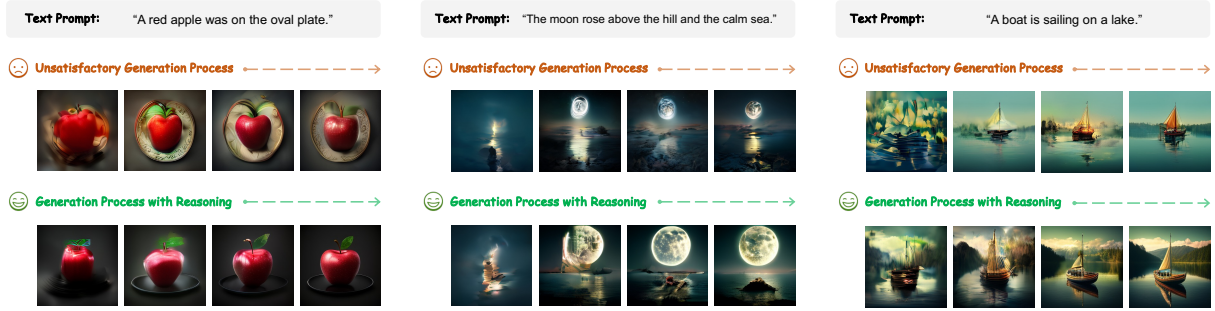 Text Prompt: "A red apple was on the oval plate."
Unsatisfactory Generation Process
Generation Process with Reasoning
Text Prompt: "The moon rose above the hill and the calm sea."
Unsatisfactory Generation Process
Generation Process with Reasoning
Text Prompt: "A boat is sailing on a lake."
Unsatisfactory Generation Process
Generation Process with Reasoning